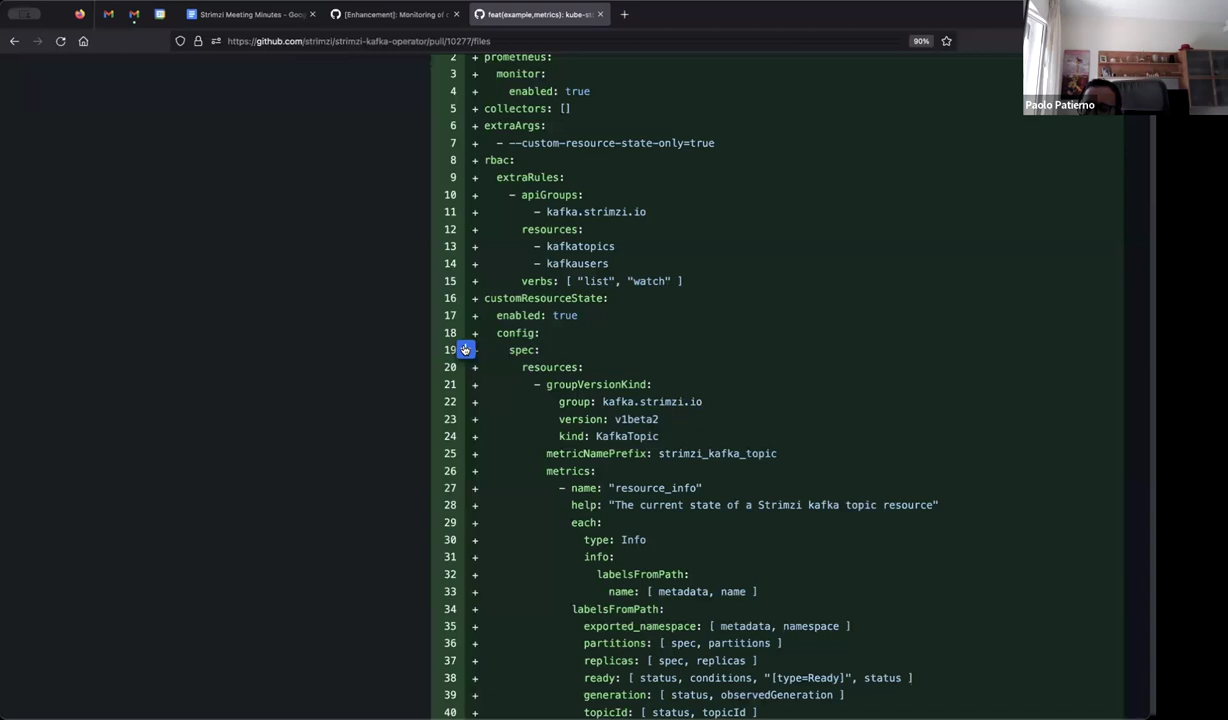 Strimzi Meeting Minutes - Goog
[Enhancement]: Monitoring of c
feat(example,metrics): kube-st
https://github.com/strimzi/strimzi-kafka-operator/pull/10277/files
90%
Paolo Patierno
2 + prometheus:
3 + monitor:
4 + enabled: true
5 + collectors: []
6 + extraArgs:
7 + - --custom-resource-state-only=true
8 + rbac:
9 + extraRules:
10 + - apiGroups:
11 + - kafka.strimzi.io
12 + resources:
13 + - kafkatopics
14 + - kafkausers
15 + verbs: [ "list", "watch" ]
16 + customResourceState:
17 + enabled: true
18 + config:
19 + spec:
20 + resources:
21 + - groupVersionKind:
22 + group: kafka.strimzi.io
23 + version: v1beta2
24 + kind: KafkaTopic
25 + metricNamePrefix: strimzi_kafka_topic
26 + metrics:
27 + - name: "resource_info"
28 + help: "The current state of a Strimzi kafka topic resource"
29 + each:
30 + type: Info
31 + info:
32 + labelsFromPath:
33 + name: [ metadata, name ]
34 + labelsFromPath:
35 + exported_namespace: [ metadata, namespace ]
36 + partitions: [ spec, partitions ]
37 + replicas: [ spec, replicas ]
38 + ready: [ status, conditions, "[type=Ready]", status ]
39 + generation: [ status, observedGeneration ]
40 + topicId: [ status, topicId ]